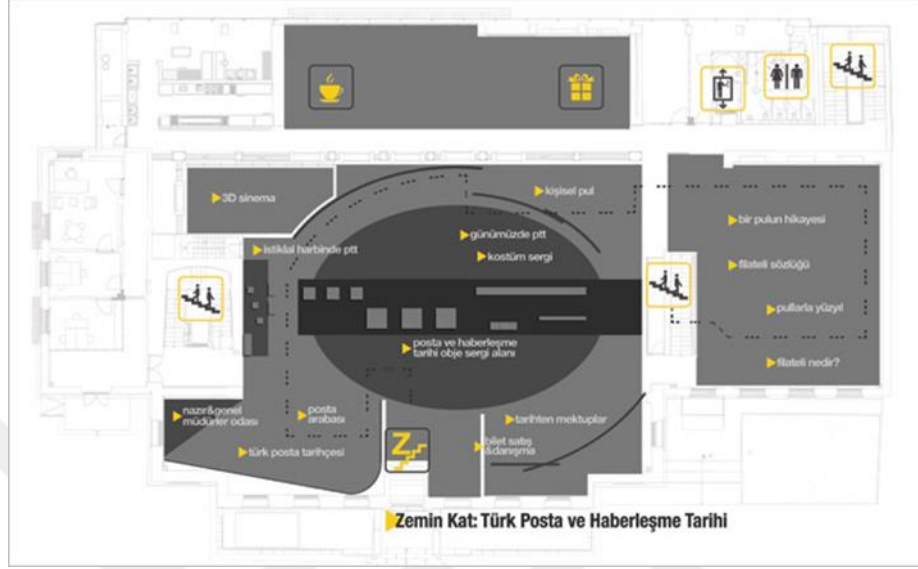 3D sinema
kişisel pul
bir pulun hikayesi
günümüzde ptt
istiklal harbinde ptt
kostüm sergi
filateli sözlüğü
pullarla yüzyıl
posta ve haberleşme
tarihi obje sergi alanı
filateli nedir?
nazır&genel
müdürler odası
posta
arabası
tarihten mektuplar
türk posta tarihçesi
Z
bilet satış
&danışma
Zemin Kat: Türk Posta ve Haberleşme Tarihi